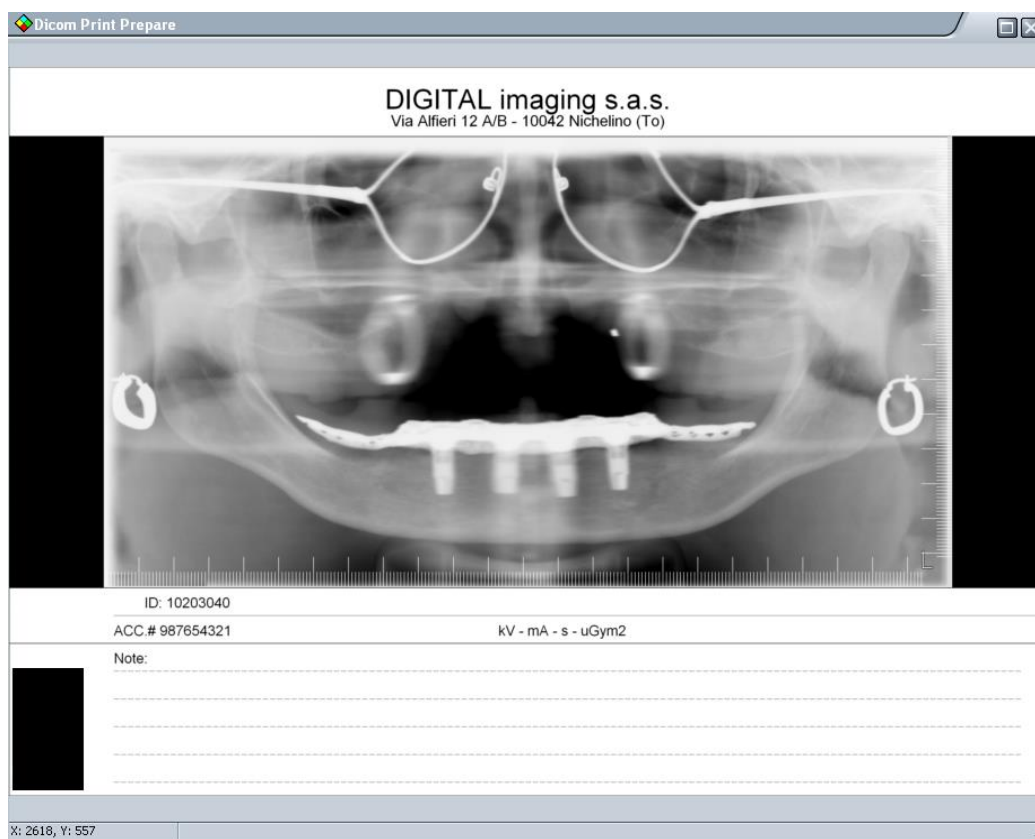 Dicom Print Prepare
DIGITAL imaging s.a.s.
Via Alfieri 12 A/B - 10042 Nichelino (To)
L
ID: 10203040
ACC.# 987654321 kV - mA - s - uGym2
Note:
X: 2618, Y: 557